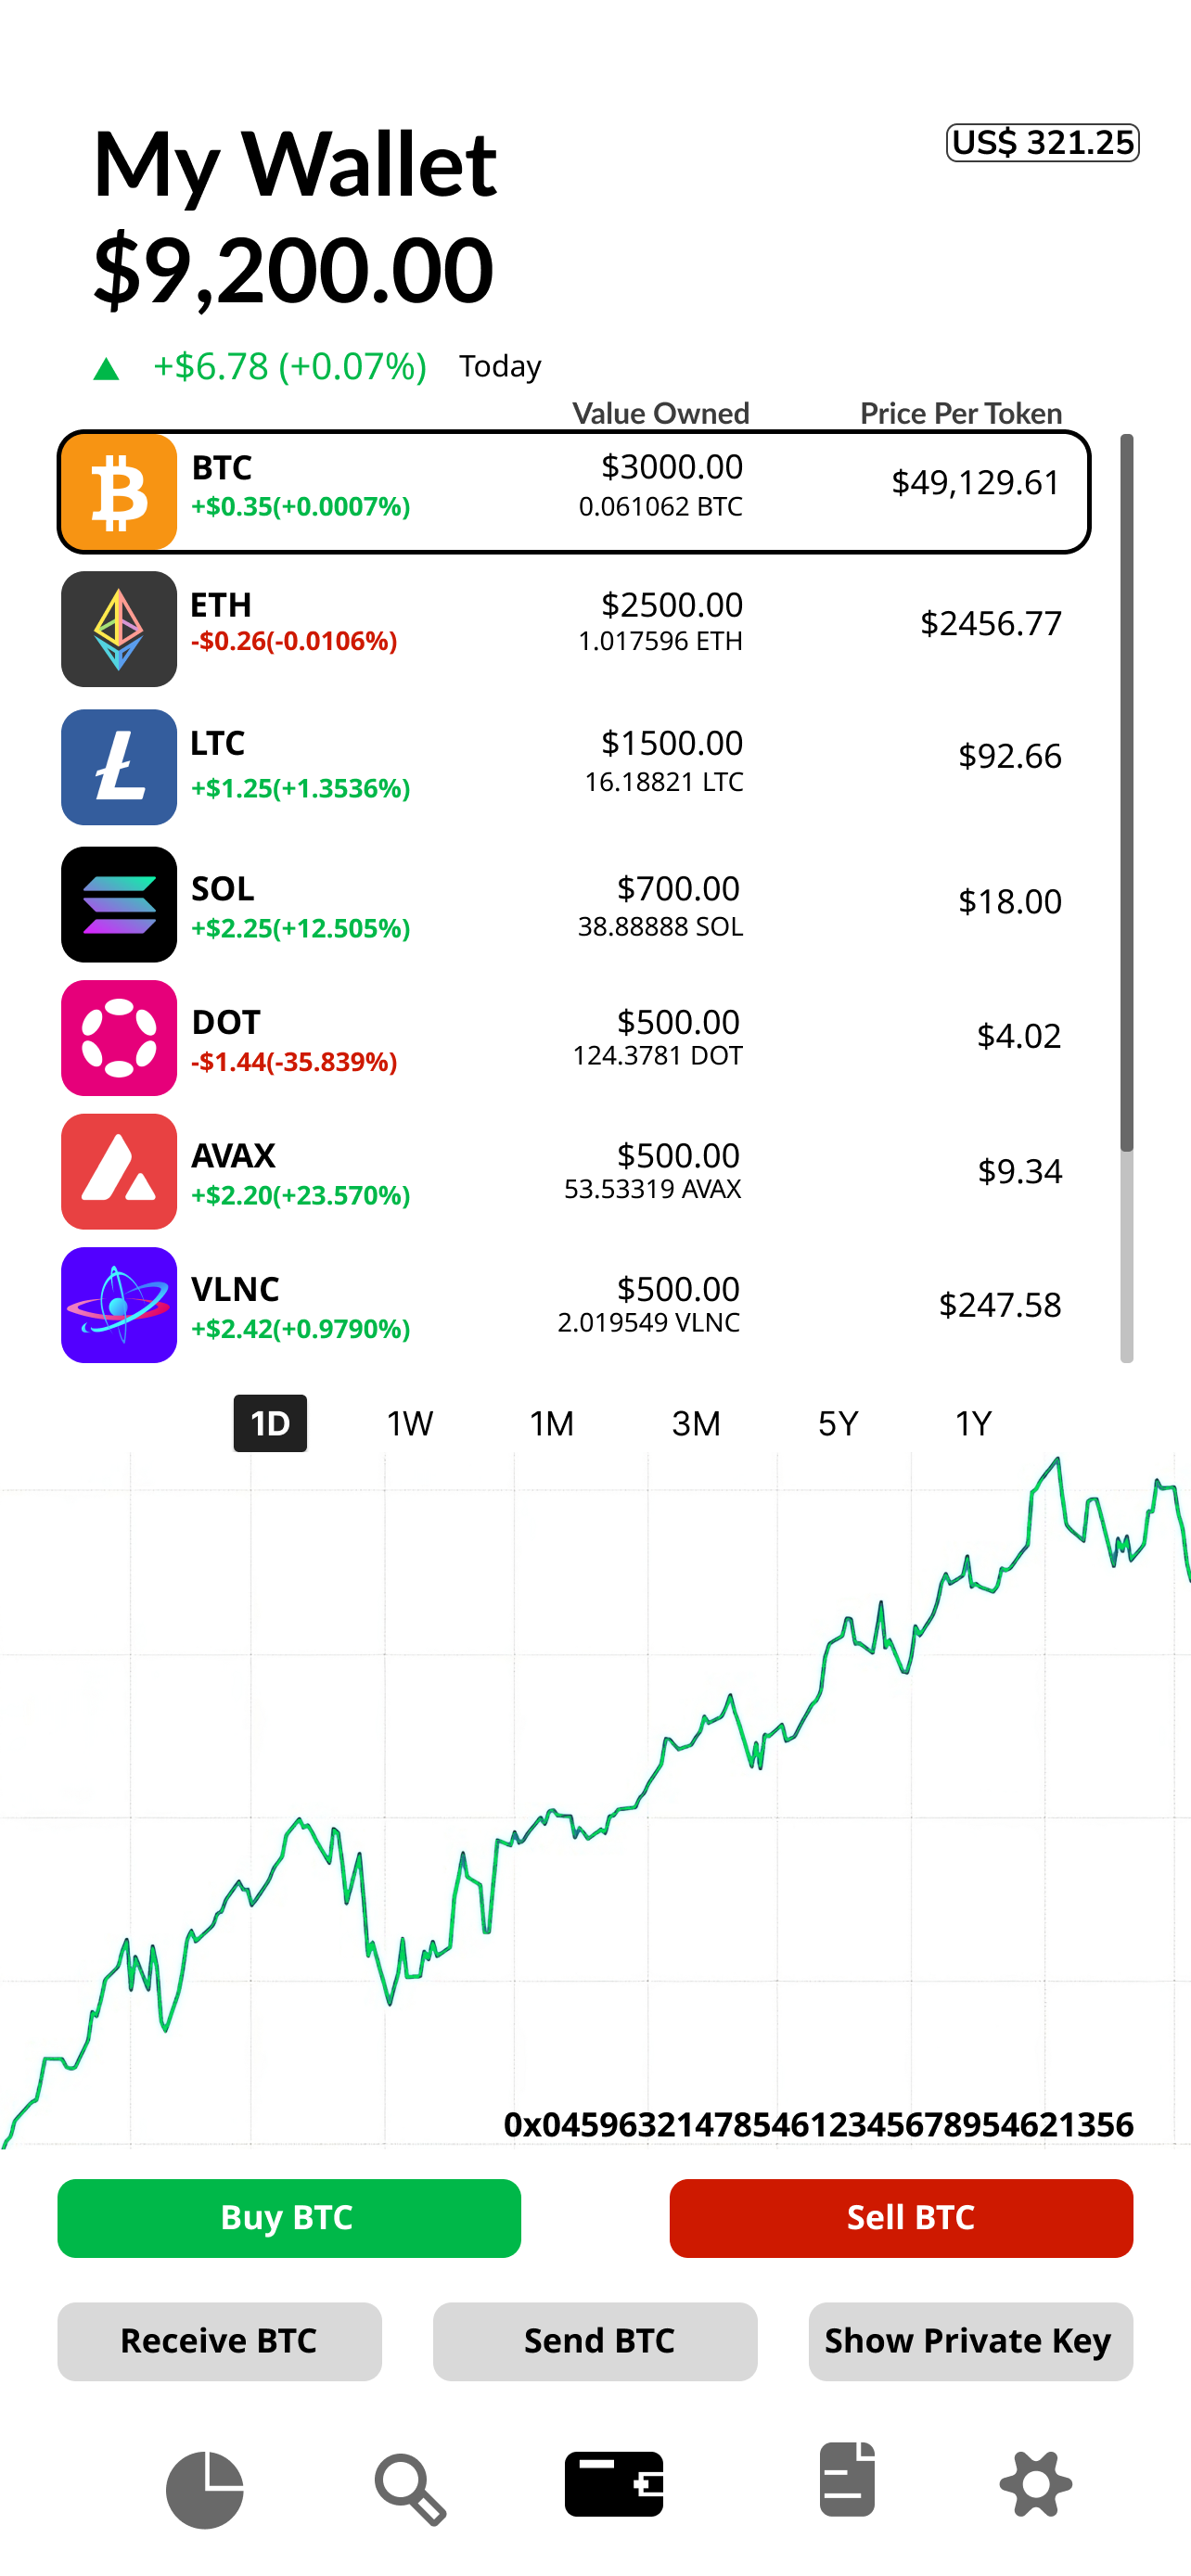 My Wallet
US$ 321.25
$9,200.00
+$6.78 (+0.07%) Today
Value Owned Price Per Token
BTC $3000.00 $49,129.61
+$0.35(+0.0007%) 0.061062 BTC
ETH $2500.00 $2456.77
-$0.26(-0.0106%) 1.017596 ETH
LTC $1500.00 $92.66
+$1.25(+1.3536%) 16.18821 LTC
SOL $700.00 $18.00
+$2.25(+12.505%) 38.88888 SOL
DOT $500.00 $4.02
-$1.44(-35.839%) 124.3781 DOT
AVAX $500.00 $9.34
+$2.20(+23.570%) 53.53319 AVAX
VLNC $500.00 $247.58
+$2.42(+0.9790%) 2.019549 VLNC
1D 1W 1M 3M 5Y 1Y
0x0459632147854612345678954621356
Buy BTC Sell BTC
Receive BTC Send BTC Show Private Key